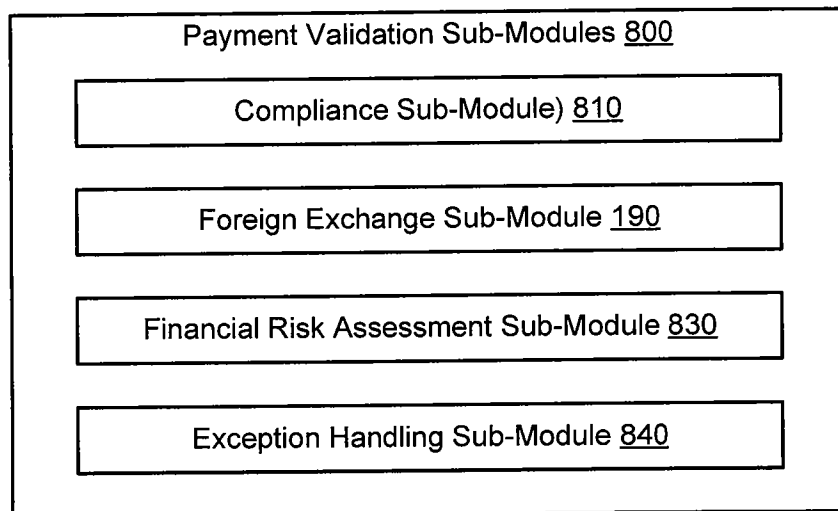 Payment Validation Sub-Modules 800
Compliance Sub-Module) 810
Foreign Exchange Sub-Module 190
Financial Risk Assessment Sub-Module 830
Exception Handling Sub-Module 840